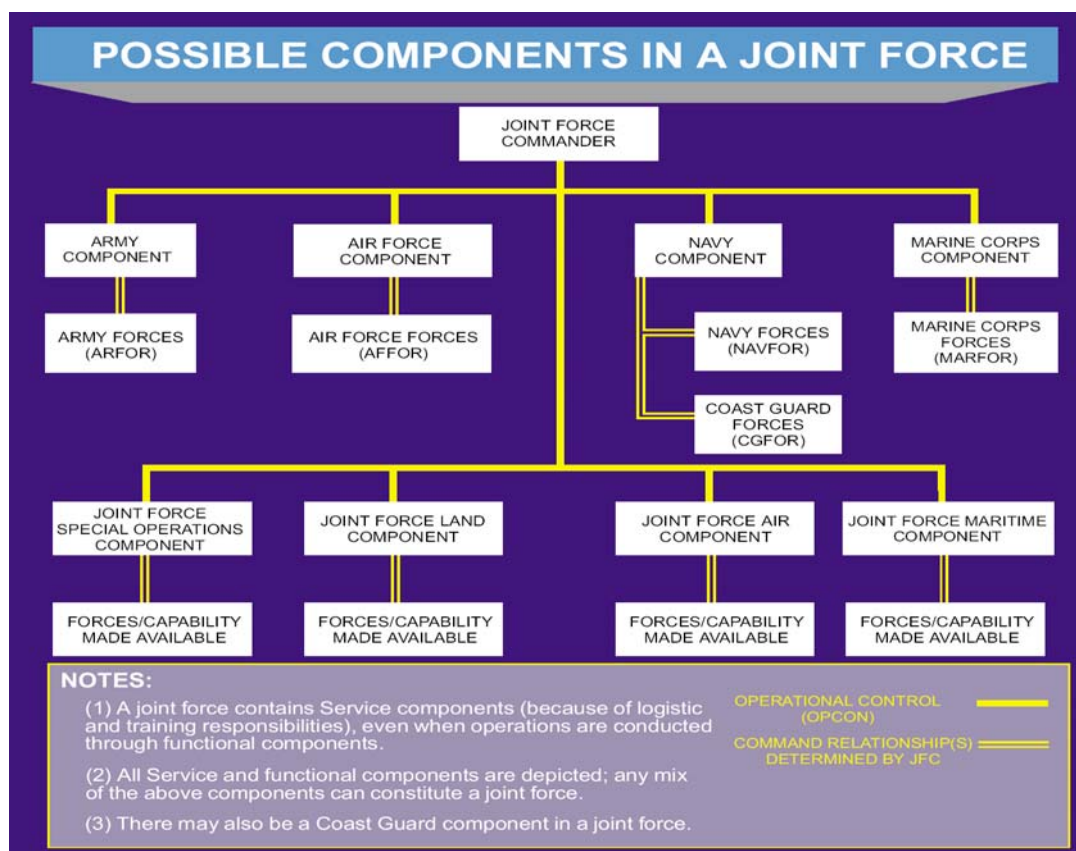 POSSIBLE COMPONENTS IN A JOINT FORCE
JOINT FORCE
COMMANDER
ARMY
COMPONENT
AIR FORCE
COMPONENT
NAVY
COMPONENT
MARINE CORPS
COMPONENT
ARMY FORCES
(ARFOR)
AIR FORCE FORCES
(AFFOR)
NAVY FORCES
(NAVFOR)
MARINE CORPS
FORCES
(MARFOR)
COAST GUARD
FORCES
(CGFOR)
JOINT FORCE
SPECIAL OPERATIONS
COMPONENT
JOINT FORCE LAND
COMPONENT
JOINT FORCE AIR
COMPONENT
JOINT FORCE MARITIME
COMPONENT
FORCES/CAPABILITY
MADE AVAILABLE
FORCES/CAPABILITY
MADE AVAILABLE
FORCES/CAPABILITY
MADE AVAILABLE
FORCES/CAPABILITY
MADE AVAILABLE
NOTES:
(1) A joint force contains Service components (because of logistic
and training responsibilities), even when operations are conducted
through functional components.
(2) All Service and functional components are depicted; any mix
of the above components can constitute a joint force.
(3) There may also be a Coast Guard component in a joint force.
OPERATIONAL CONTROL
(OPCON)
COMMAND RELATIONSHIP(S)
DETERMINED BY JFC